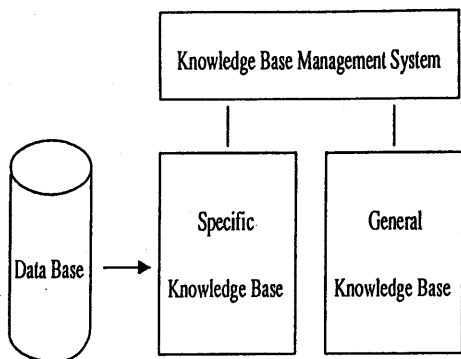 Knowledge Base Management System
Data Base
Specific
Knowledge Base
General
Knowledge Base